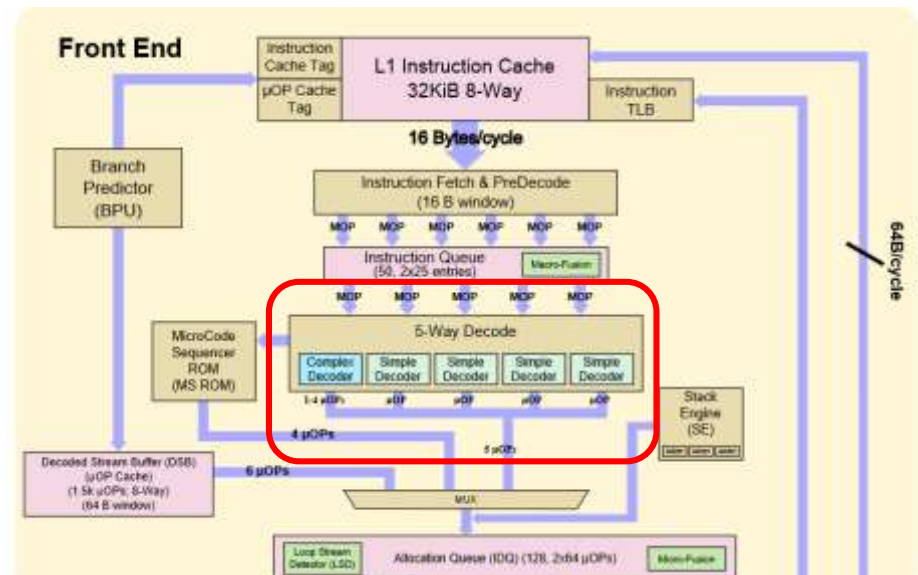 Front End
Instruction
Cache Tag
µOP Cache
Tag
L1 Instruction Cache
32KiB 8-Way
Instruction
TLB
16 Bytes/cycle
Branch
Predictor
(BPU)
Instruction Fetch & PreDecode
(16 B window)
MOP MOP MOP MOP MOP MOP
Instruction Queue
(50, 2x25 entries)
Macro-Fusion
64B/cycle
MOP MOP MOP MOP MOP
5-Way Decode
Complex
Decoder
Simple
Decoder
Simple
Decoder
Simple
Decoder
Simple
Decoder
1-4 µOPs µOP µOP µOP µOP
MicroCode
Sequencer
ROM
(MS ROM)
Stack
Engine
(SE)
4 µOPs
5 µOPs
Decoded Stream Buffer (DSB)
(µOP Cache)
(1.5k µOPs; 8-Way)
(64 B window)
6 µOPs
MUX
Loop Stream
Detector (LSD)
Allocation Queue (IDQ) (128, 2x64 µOPs)
Micro-Fusion